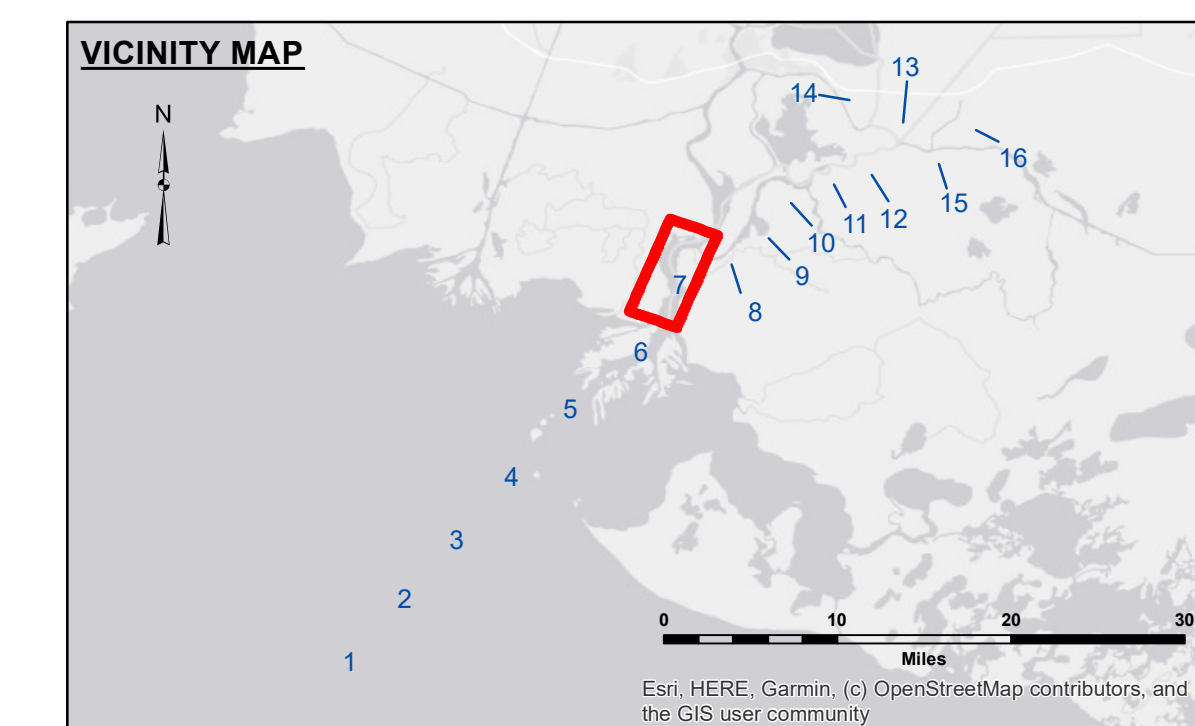 VICINITY MAP
N
13
14
16
15
12
11
10
9
7
8
6
5
4
3
2
1
0 10 20 30
Miles
Esri, HERE, Garmin, (c) OpenStreetMap contributors, and
the GIS user community